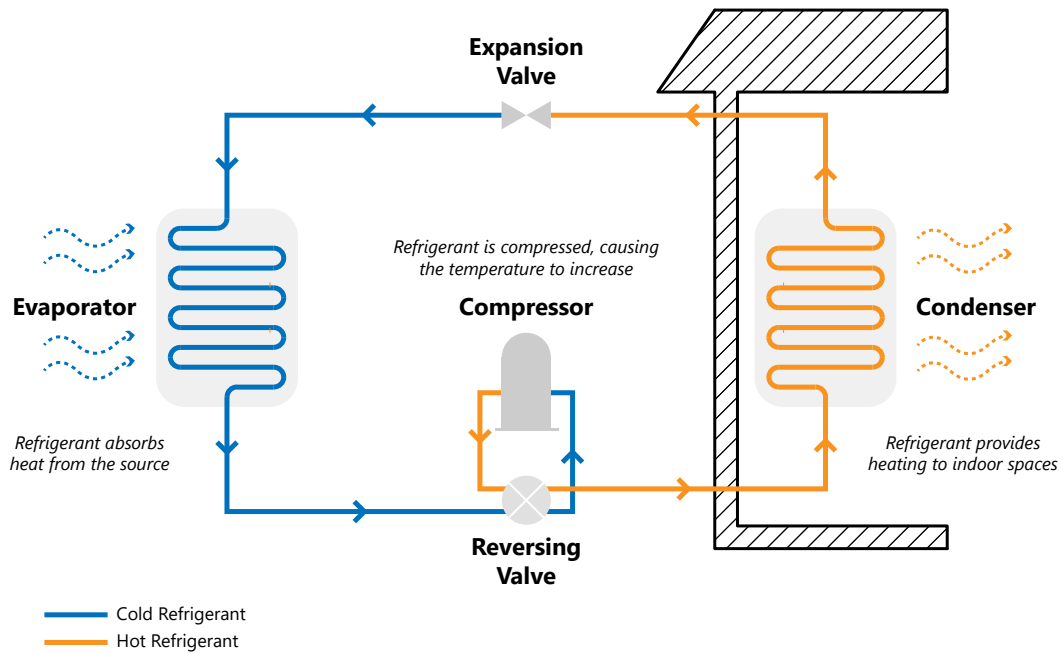 Expansion
Valve
Refrigerant is compressed, causing
the temperature to increase
Evaporator
Compressor
Condenser
Refrigerant absorbs
heat from the source
Refrigerant provides
heating to indoor spaces
Reversing
Valve
Cold Refrigerant
Hot Refrigerant